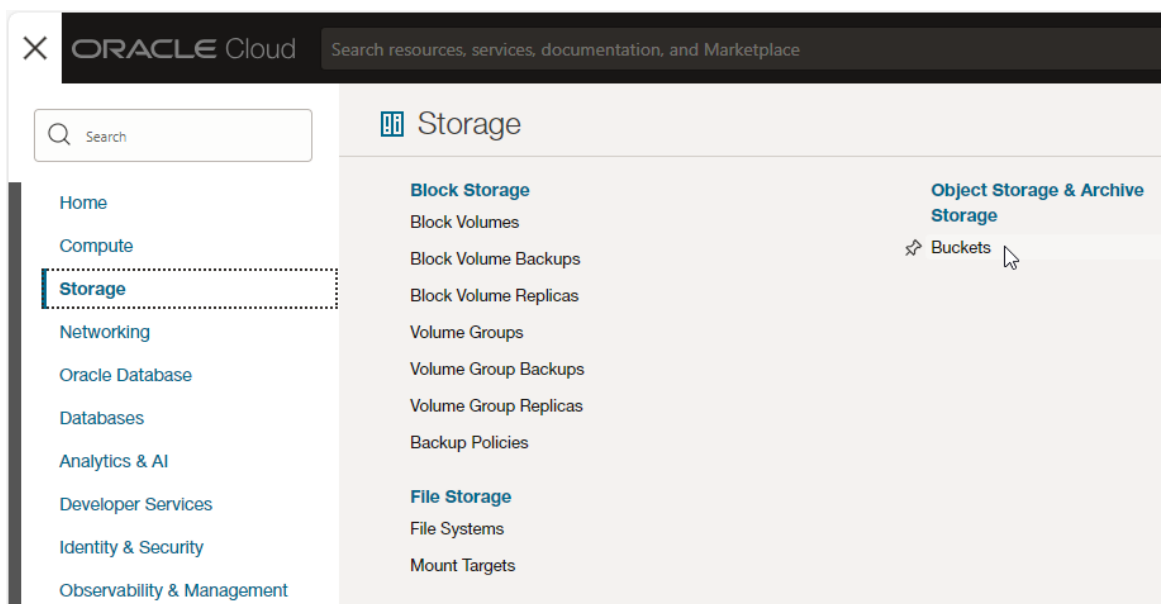 ORACLE Cloud
Search resources, services, documentation, and Marketplace
Search
Home
Compute
Storage
Networking
Oracle Database
Databases
Analytics & AI
Developer Services
Identity & Security
Observability & Management
Storage
Block Storage
Block Volumes
Block Volume Backups
Block Volume Replicas
Volume Groups
Volume Group Backups
Volume Group Replicas
Backup Policies
File Storage
File Systems
Mount Targets
Object Storage & Archive
Storage
Buckets